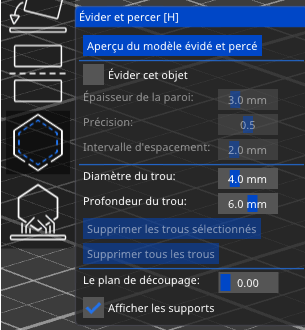 Évider et percer [H]
Aperçu du modèle évidé et percé
Évider cet objet
Épaisseur de la paroi: 3.0 mm
Précision: 0.5
Intervalle d'espacement: 2.0 mm
Diamètre du trou: 4.0 mm
Profondeur du trou: 6.0 mm
Supprimer les trous sélectionnés
Supprimer tous les trous
Le plan de découpage: 0.00
Afficher les supports